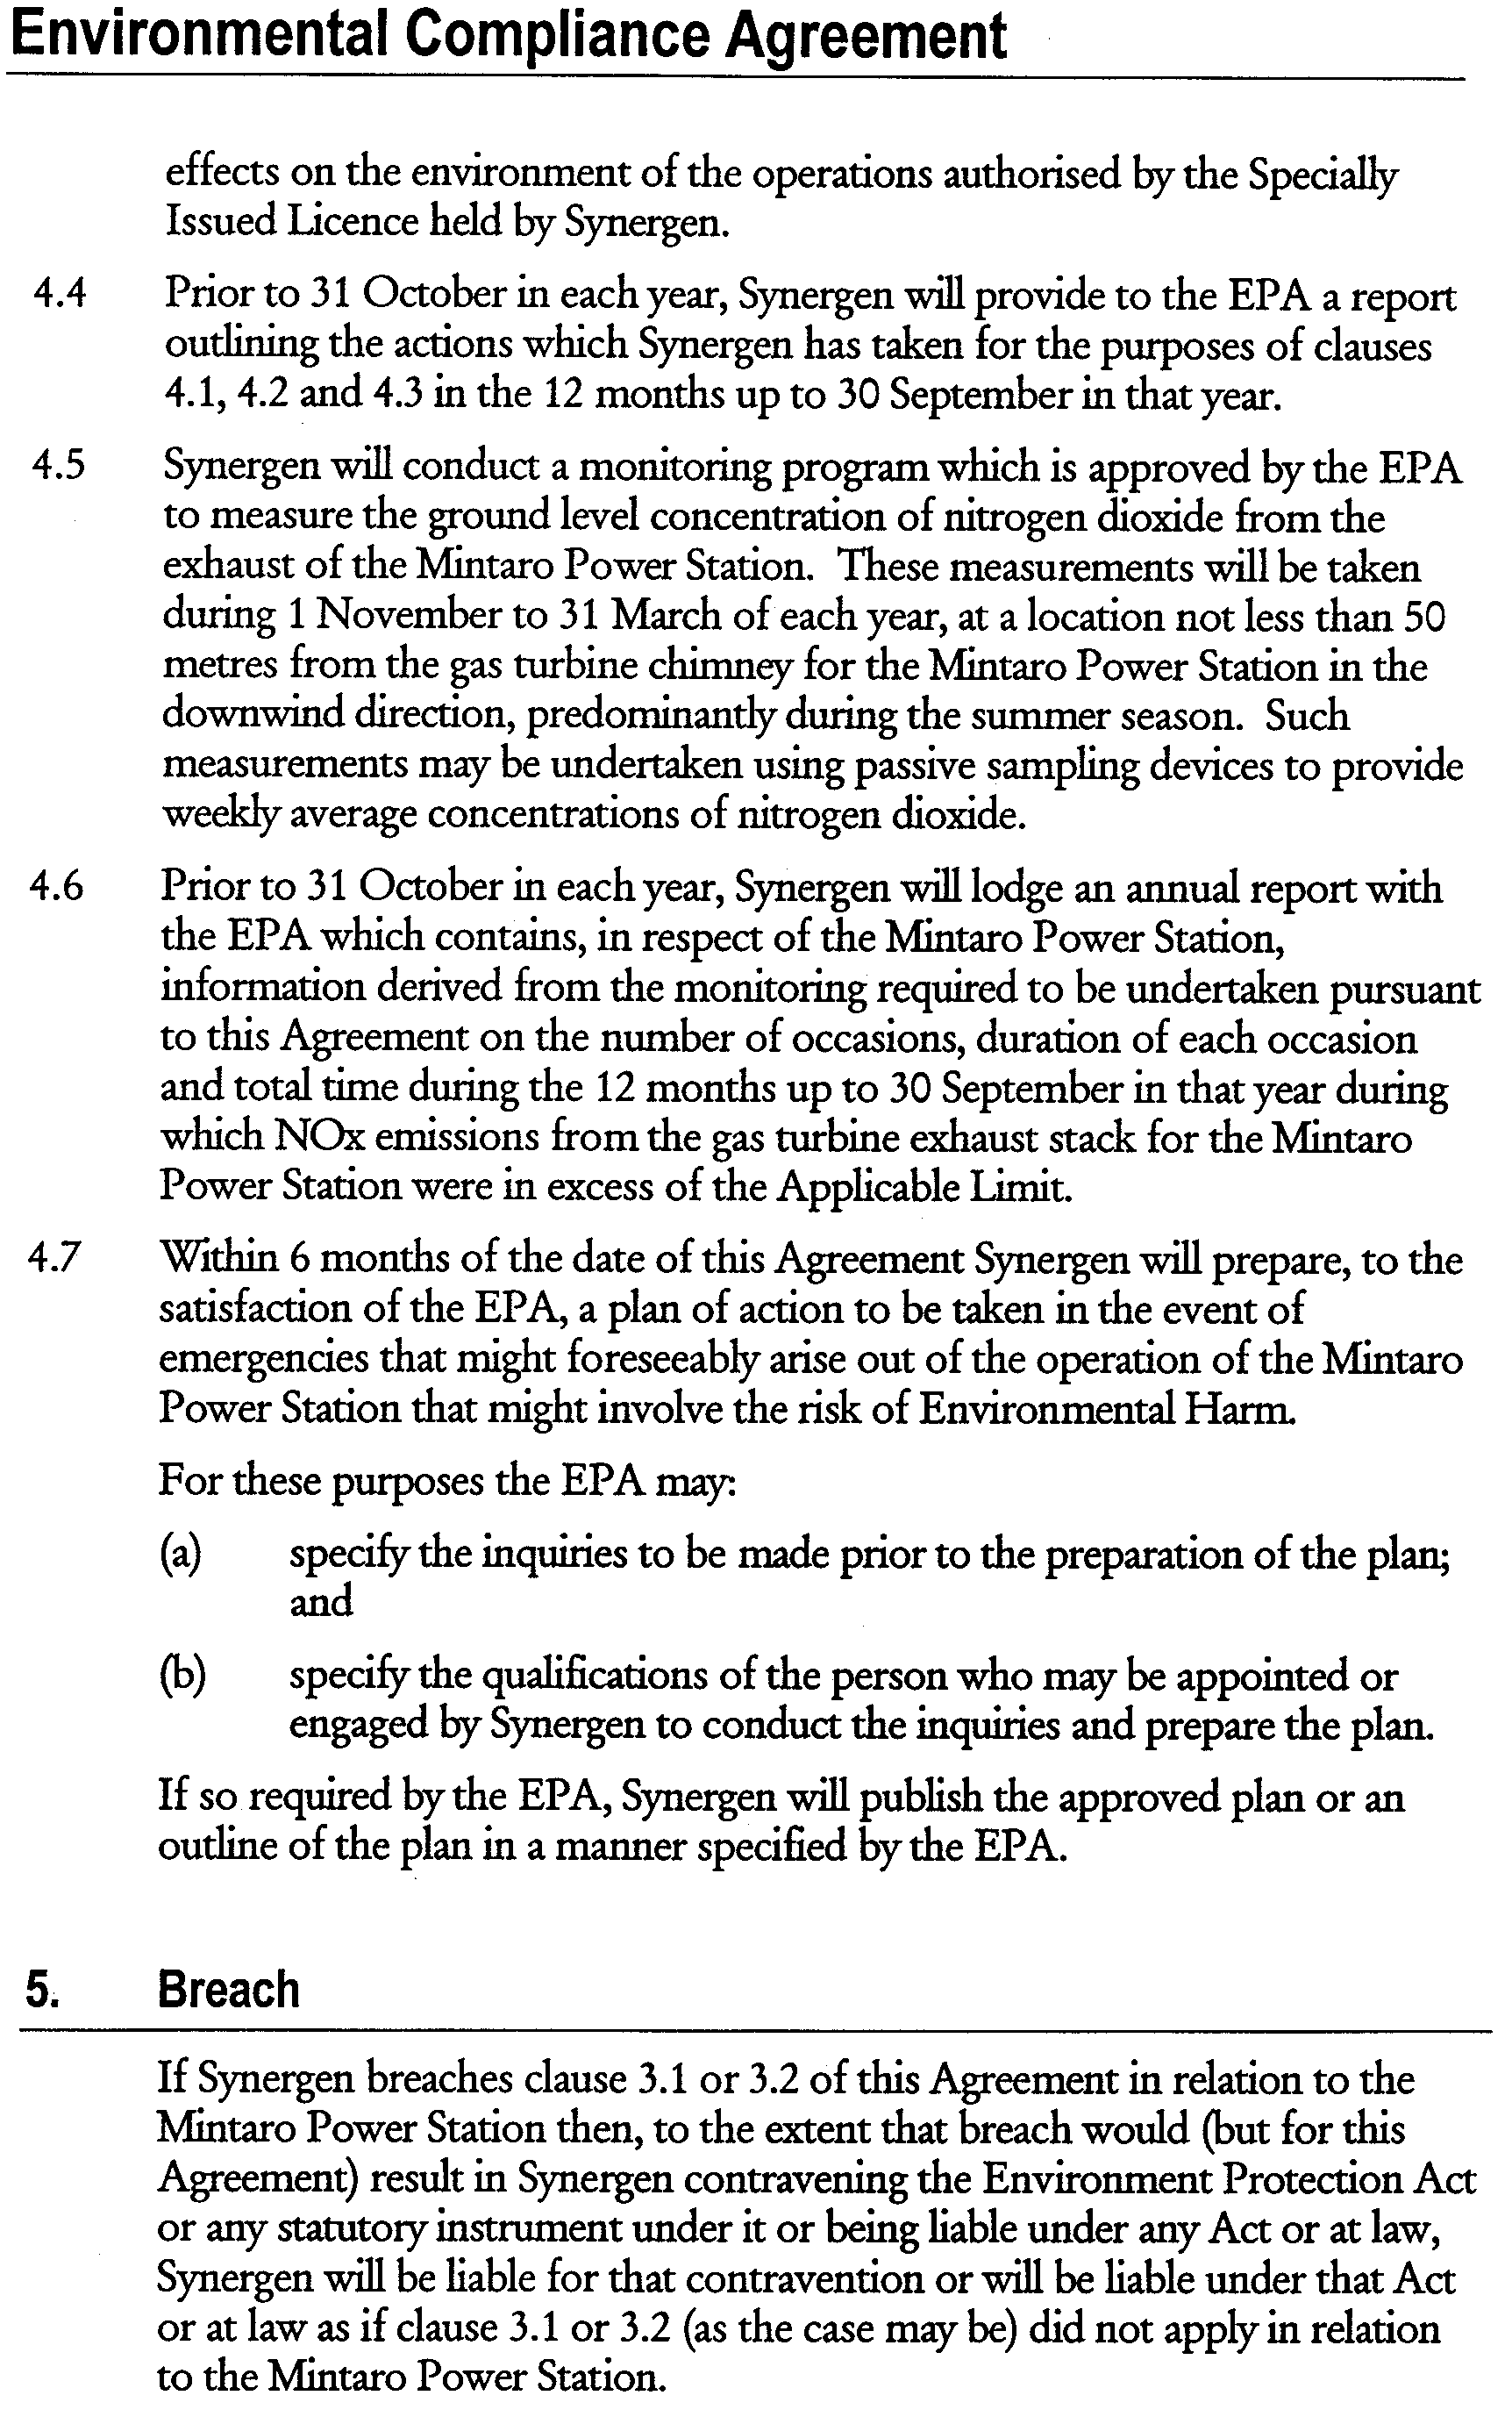 Environmental Compliance Agreement
effects on the environment of the operations authorised by the Specially
Issued Licence held by Synergen.
4.4 Prior to 31 October in each year, Synergen will provide to the EPA a report
outlining the actions which Synergen has taken for the purposes of clauses
4.1, 4.2 and 4.3 in the 12 months up to 30 September in that year.
4.5 Synergen will conduct a monitoring program which is approved by the EPA
to measure the ground level concentration of nitrogen dioxide from the
exhaust of the Mintaro Power Station. These measurements will be taken
during 1 November to 31 March of each year, at a location not less than 50
metres from the gas turbine chimney for the Mintaro Power Station in the
downwind direction, predominantly during the summer season. Such
measurements may be undertaken using passive sampling devices to provide
weekly average concentrations of nitrogen dioxide.
4.6 Prior to 31 October in each year, Synergen will lodge an annual report with
the EPA which contains, in respect of the Mintaro Power Station,
information derived from the monitoring required to be undertaken pursuant
to this Agreement on the number of occasions, duration of each occasion
and total time during the 12 months up to 30 September in that year during
which NOx emissions from the gas turbine exhaust stack for the Mintaro
Power Station were in excess of the Applicable Limit.
4.7 Within 6 months of the date of this Agreement Synergen will prepare, to the
satisfaction of the EPA, a plan of action to be taken in the event of
emergencies that might foreseeably arise out of the operation of the Mintaro
Power Station that might involve the risk of Environmental Harm.
For these purposes the EPA may:
(a) specify the inquiries to be made prior to the preparation of the plan;
and
(b) specify the qualifications of the person who may be appointed or
engaged by Synergen to conduct the inquiries and prepare the plan.
If so required by the EPA, Synergen will publish the approved plan or an
outline of the plan in a manner specified by the EPA.
5. Breach
If Synergen breaches clause 3.1 or 3.2 of this Agreement in relation to the
Mintaro Power Station then, to the extent that breach would (but for this
Agreement) result in Synergen contravening the Environment Protection Act
or any statutory instrument under it or being liable under any Act or at law,
Synergen will be liable for that contravention or will be liable under that Act
or at law as if clause 3.1 or 3.2 (as the case may be) did not apply in relation
to the Mintaro Power Station.